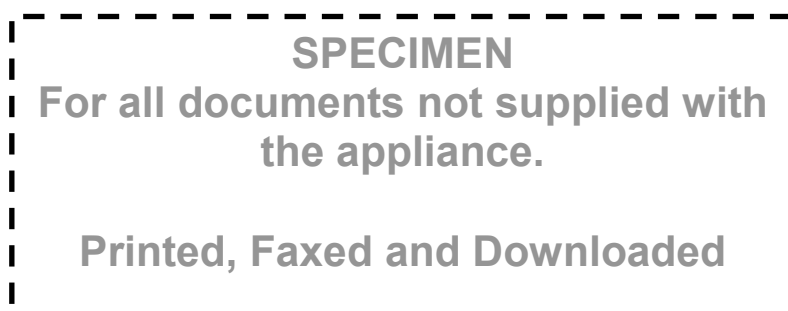 SPECIMEN
For all documents not supplied with
the appliance.
Printed, Faxed and Downloaded